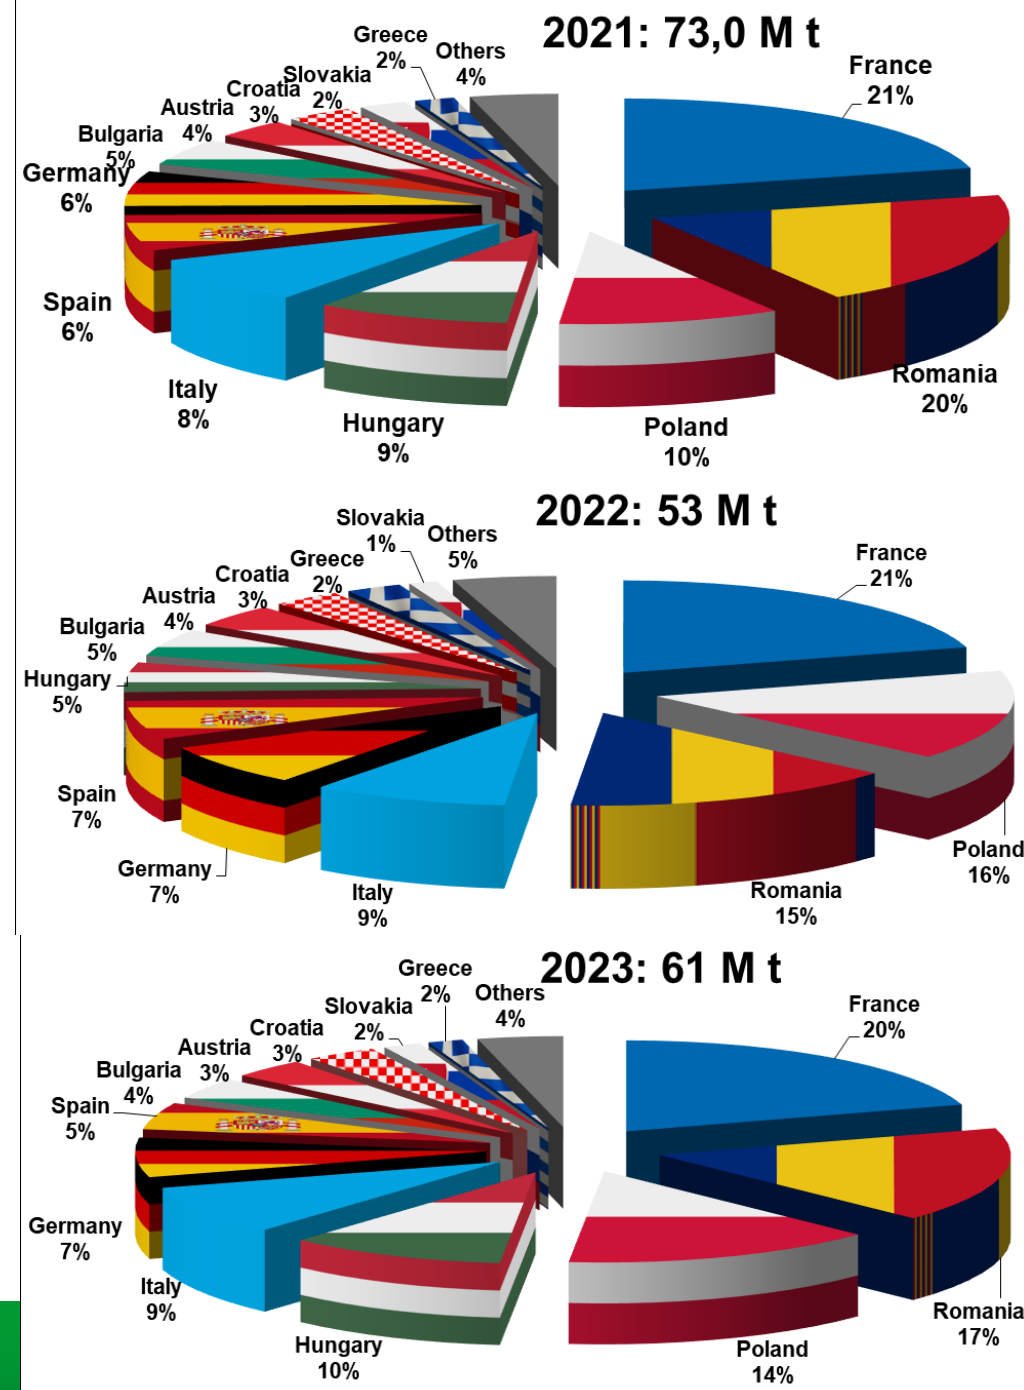 2021: 73,0 M t
France
21%
Romania
20%
Poland
10%
Hungary
9%
Italy
8%
Spain
6%
Germany
6%
Bulgaria
5%
Austria
4%
Croatia
3%
Slovakia
2%
Greece
2%
Others
4%
2022: 53 M t
France
21%
Poland
16%
Romania
15%
Italy
9%
Germany
7%
Spain
7%
Hungary
5%
Bulgaria
5%
Austria
4%
Croatia
3%
Greece
2%
Slovakia
1%
Others
5%
2023: 61 M t
France
20%
Romania
17%
Poland
14%
Hungary
10%
Italy
9%
Germany
7%
Spain
5%
Bulgaria
4%
Austria
3%
Croatia
3%
Slovakia
2%
Greece
2%
Others
4%